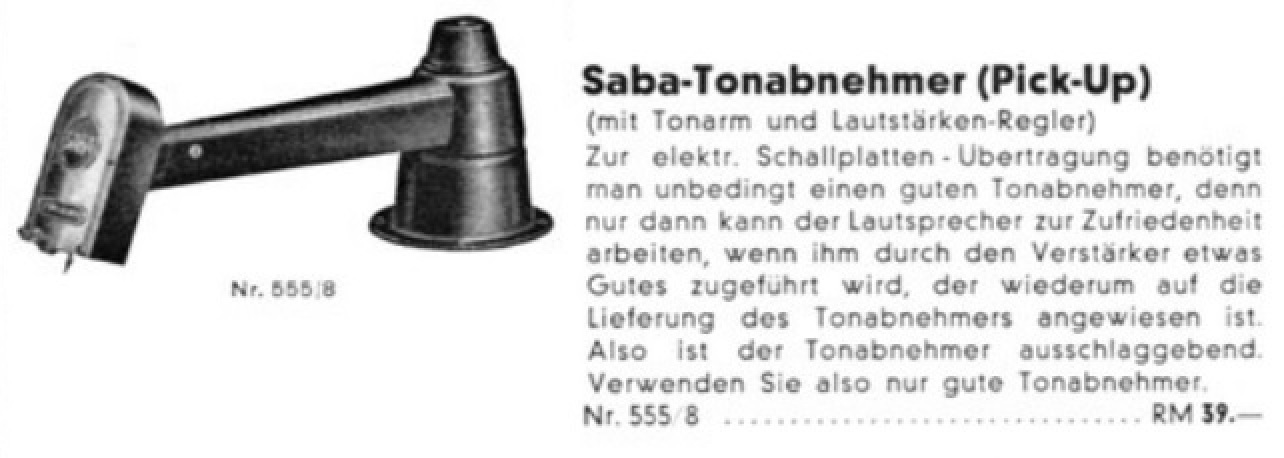 Saba-Tonabnehmer (Pick-Up)
(mit Tonarm und Lautstärken-Regler)
Zur elektr. Schallplatten-Übertragung benötigt
man unbedingt einen guten Tonabnehmer, denn
nur dann kann der Lautsprecher zur Zufriedenheit
arbeiten, wenn ihm durch den Verstärker etwas
Gutes zugeführt wird, der wiederum auf die
Lieferung des Tonabnehmers angewiesen ist.
Also ist der Tonabnehmer ausschlaggebend.
Verwenden Sie also nur gute Tonabnehmer.
Nr. 555/8 ................................ RM 39.—
Nr. 555/8